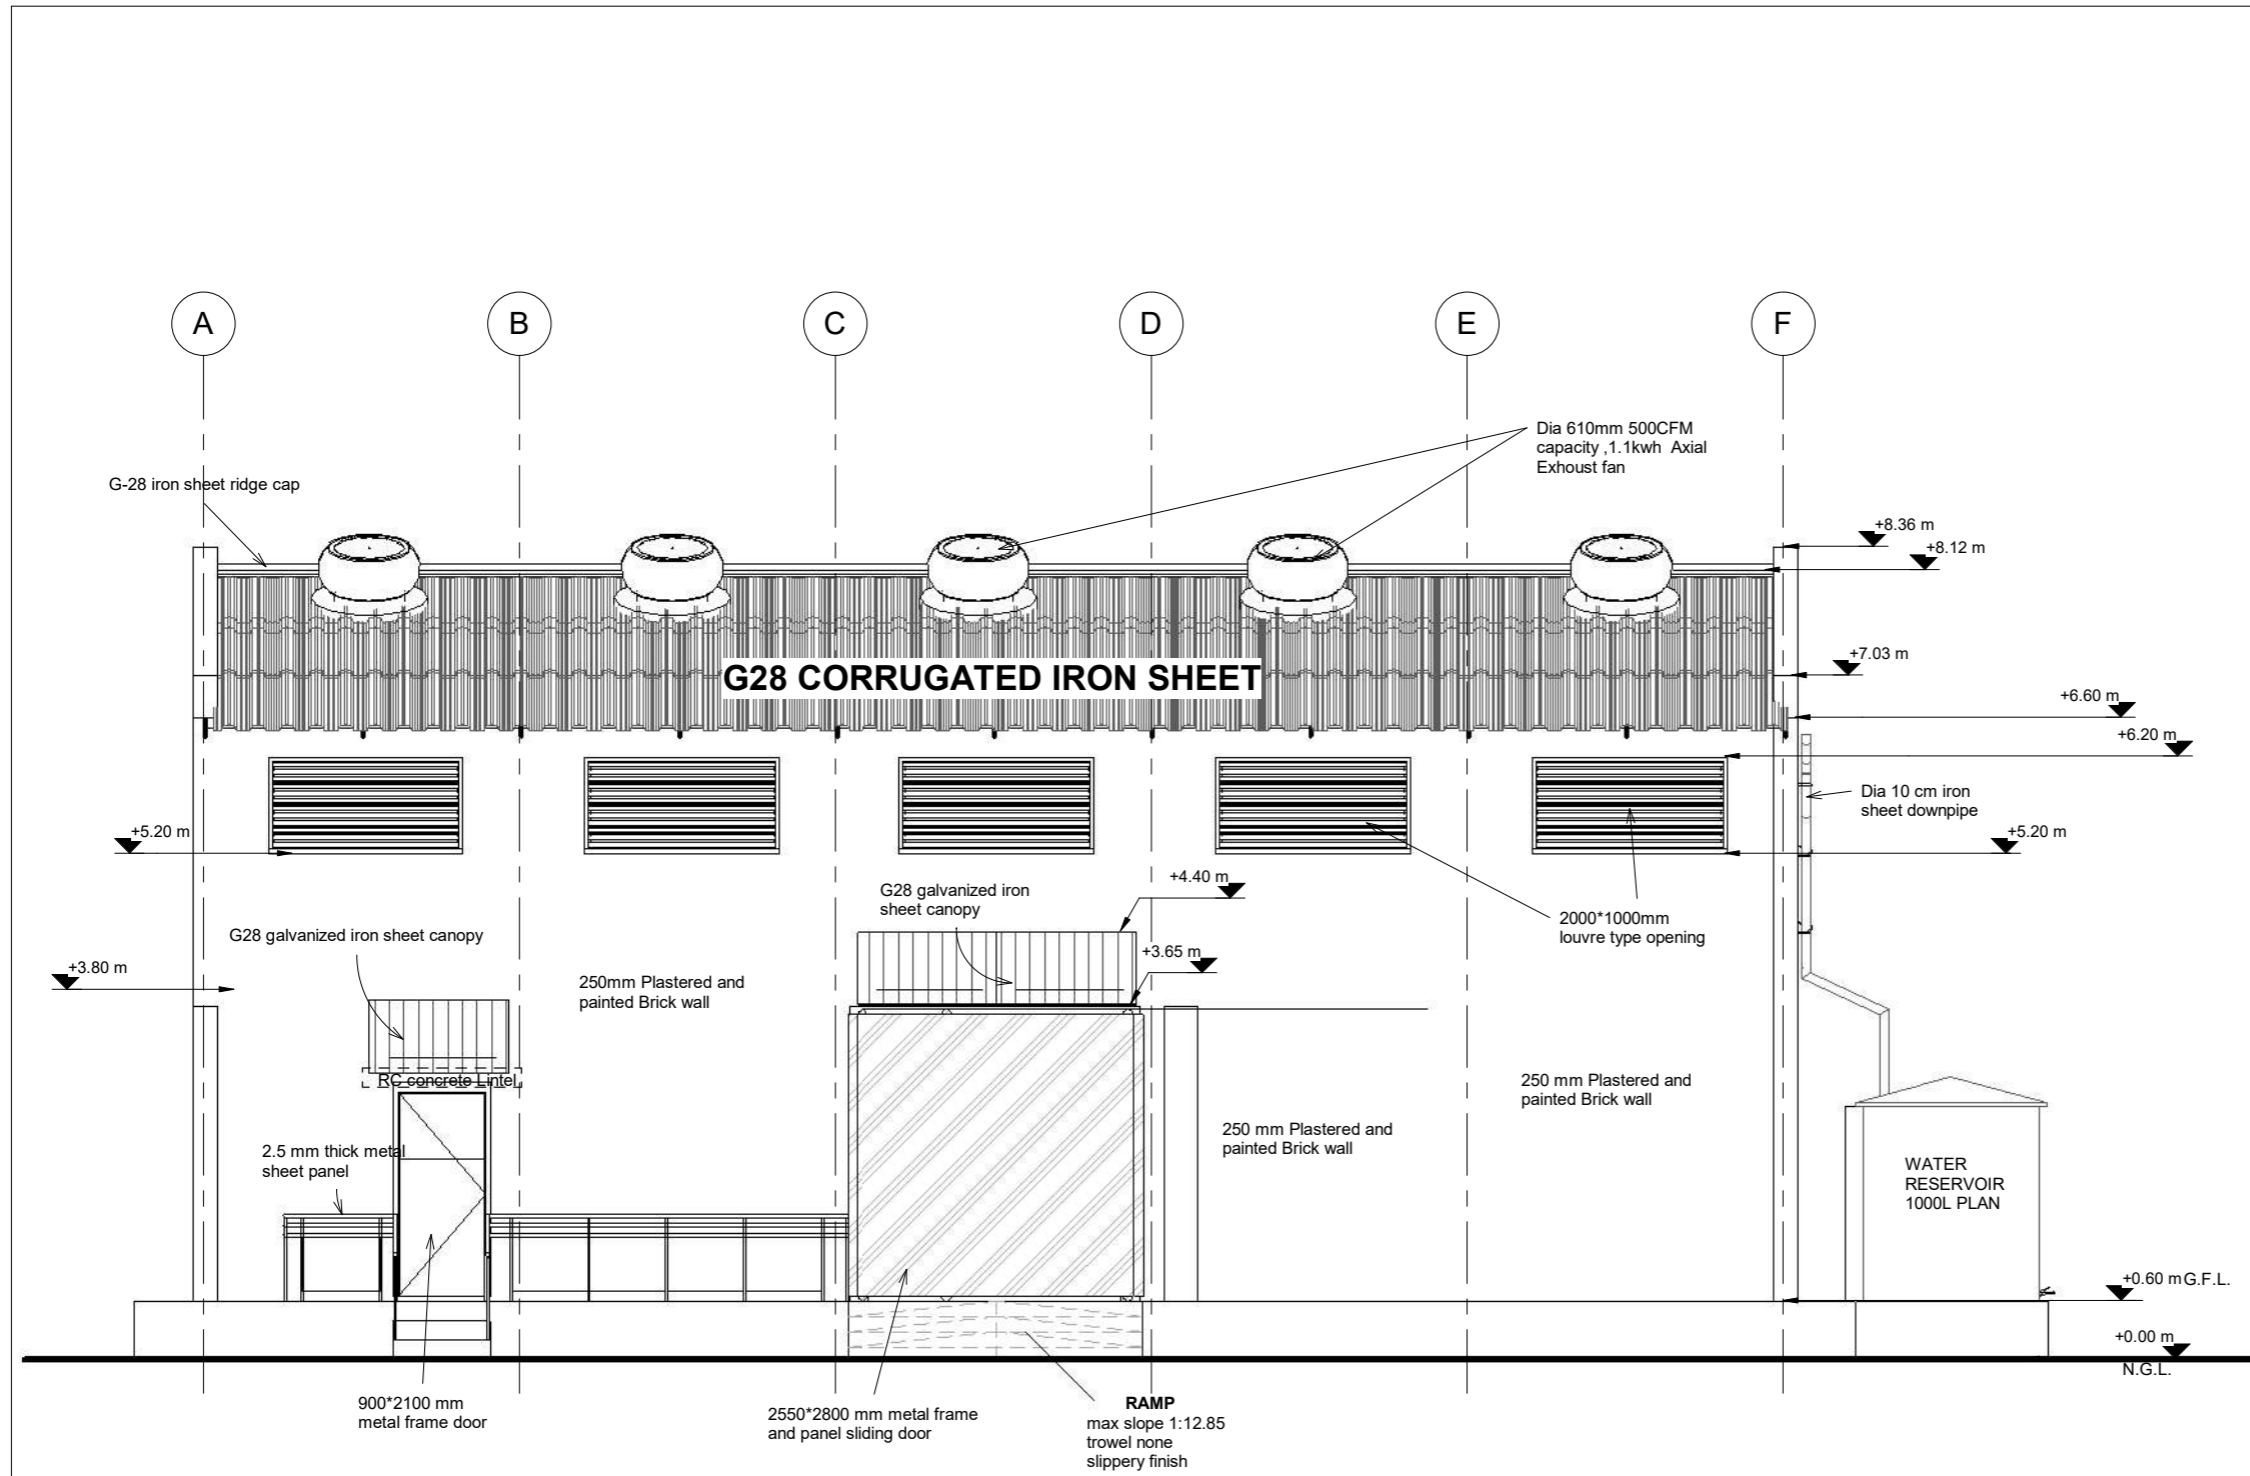 A
B
C
D
E
F
Dia 610mm 500CFM
capacity ,1.1kwh Axial
Exhoust fan
G-28 iron sheet ridge cap
+8.36 m
+8.12 m
+7.03 m
G28 CORRUGATED IRON SHEET
+6.60 m
+6.20 m
Dia 10 cm iron
sheet downpipe
+5.20 m
+5.20 m
+4.40 m
G28 galvanized iron
sheet canopy
2000*1000mm
louvre type opening
G28 galvanized iron sheet canopy
+3.65 m
+3.80 m
250mm Plastered and
painted Brick wall
RC concrete Lintel
250 mm Plastered and
painted Brick wall
250 mm Plastered and
painted Brick wall
2.5 mm thick metal
sheet panel
WATER
RESERVOIR
1000L PLAN
+0.60 m G.F.L.
+0.00 m
N.G.L.
900*2100 mm
metal frame door
2550*2800 mm metal frame
and panel sliding door
RAMP
max slope 1:12.85
trowel none
slippery finish